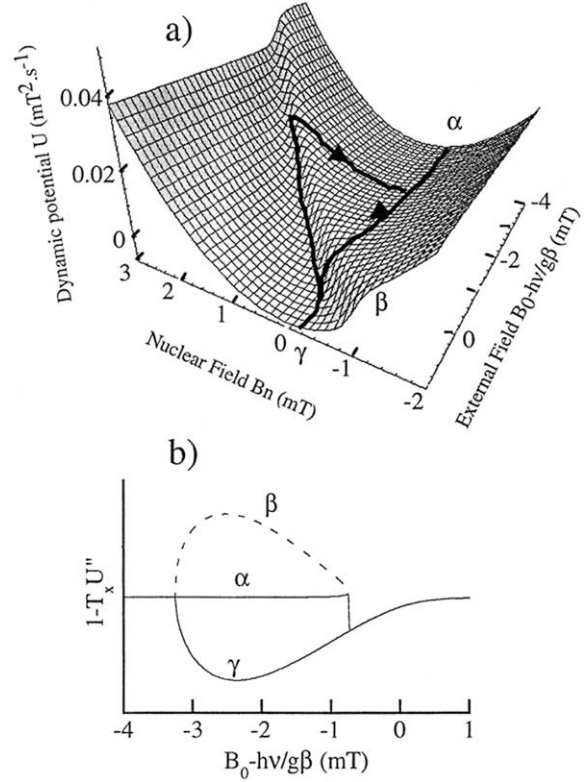 a)
Dynamic potential U (mT².s⁻¹)
0.04
0.02
0
3
2
1
0
-1
-2
Nuclear Field Bn (mT)
α
β
γ
-4
-2
0
External Field B₀-hν/gβ (mT)
b)
1-TₓU"
β
α
γ
-4 -3 -2 -1 0 1
B₀-hν/gβ (mT)